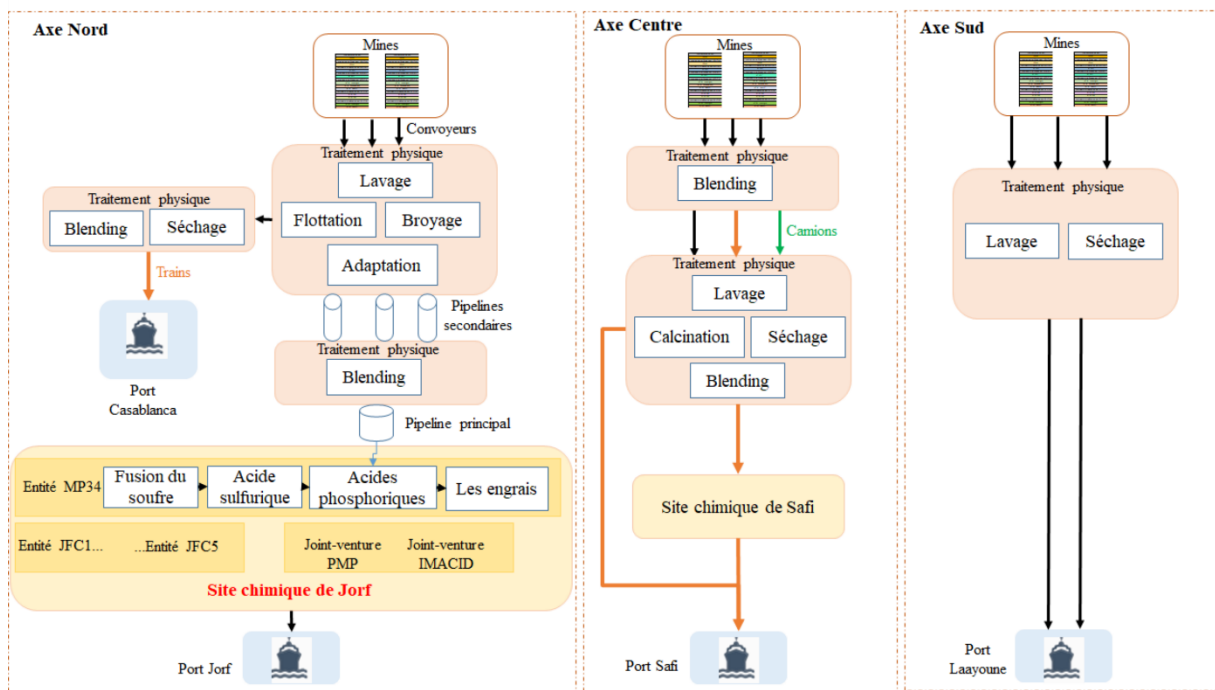 Axe Nord
Mines
Convoyeurs
Traitement physique
Lavage
Flottation
Broyage
Adaptation
Traitement physique
Blending
Séchage
Trains
Port
Casablanca
Pipelines
secondaires
Traitement physique
Blending
Pipeline principal
Entité MP34
Fusion du
soufre
Acide
sulfurique
Acides
phosphoriques
Les engrais
Entité JFC1...
...Entité JFC5
Joint-venture
PMP
Joint-venture
IMACID
Site chimique de Jorf
Port Jorf
Axe Centre
Mines
Traitement physique
Blending
Camions
Traitement physique
Lavage
Calcination
Séchage
Blending
Site chimique de Safi
Port Safi
Axe Sud
Mines
Traitement physique
Lavage
Séchage
Port
Laayoune